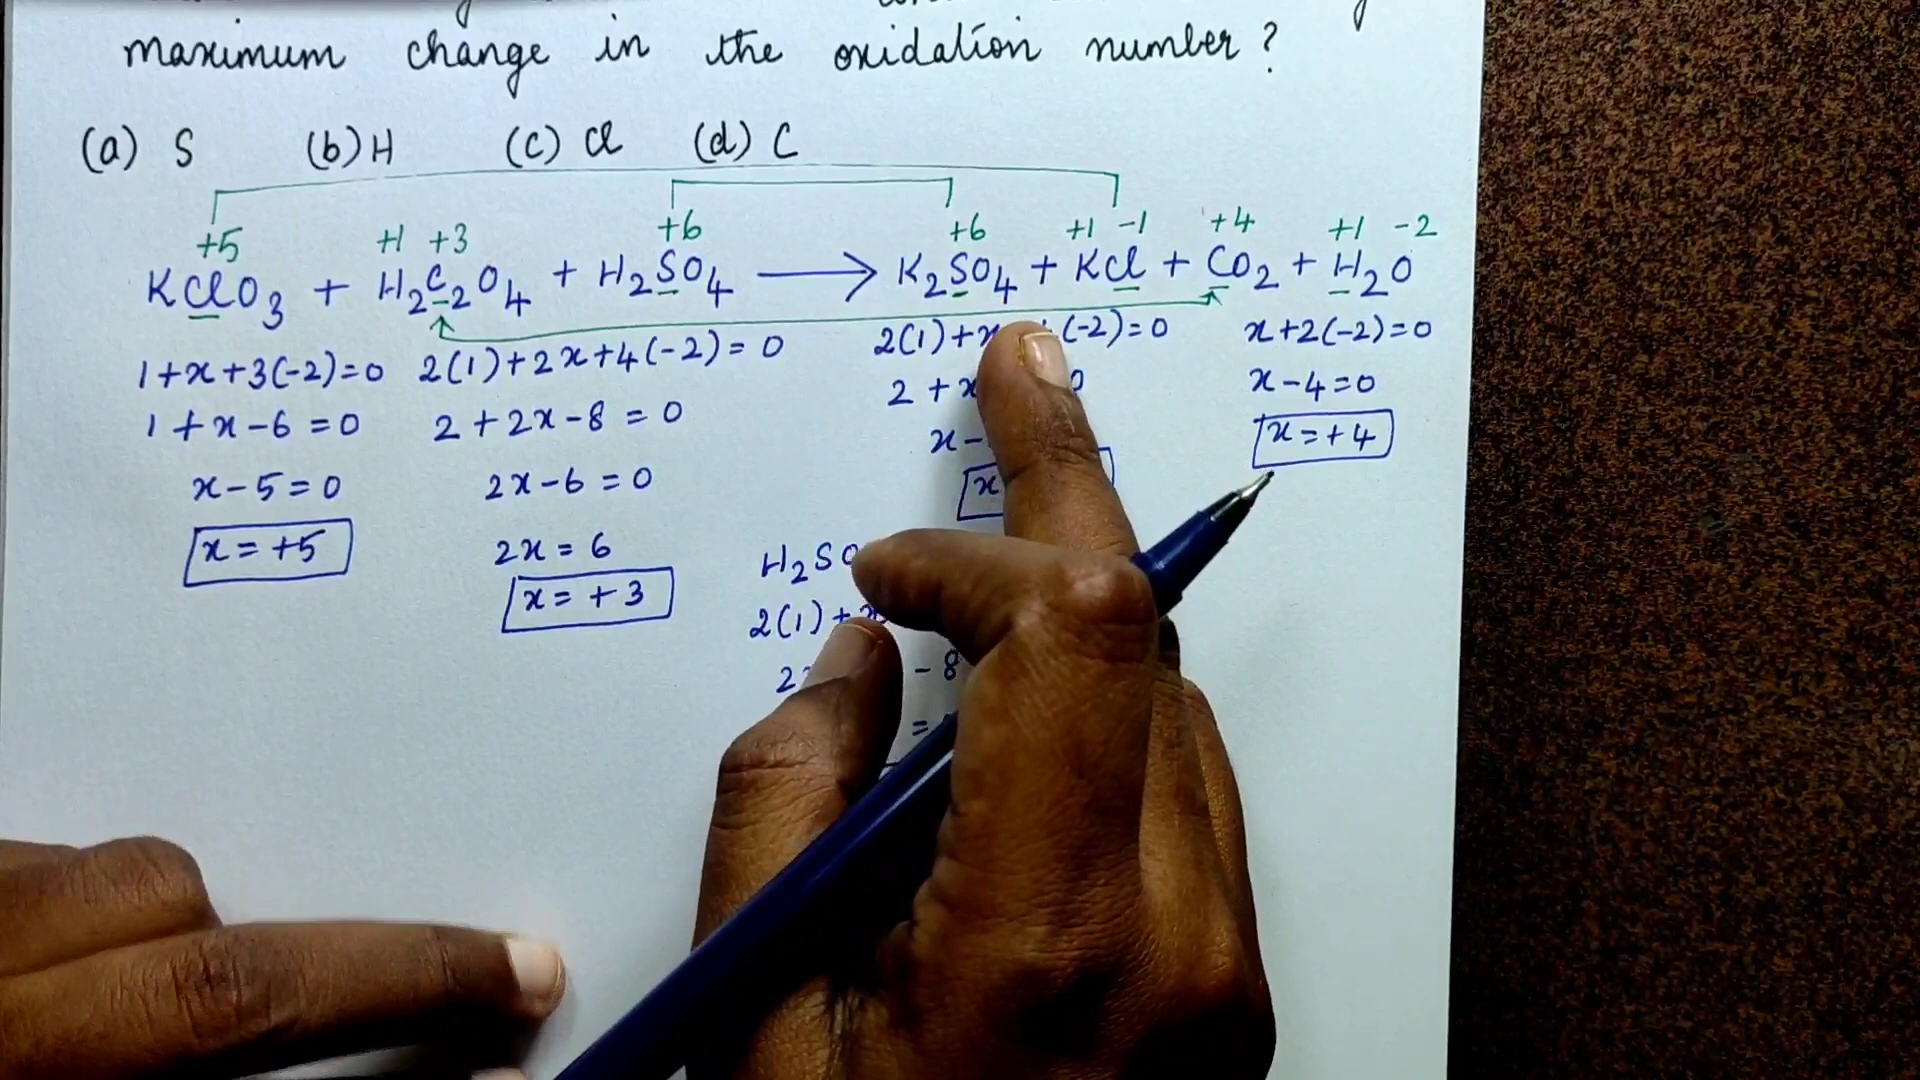 maximum change in the oxidation number?
(a) S (b) H (c) Cl (d) C
+5 +1 +3 +6 +6 +1 -1 +4 +1 -2
KClO3 + H2C2O4 + H2SO4 ⟶ K2SO4 + KCl + CO2 + H2O
1+x+3(-2)=0 2(1)+2x+4(-2)=0 2(1)+x (-2)=0 x+2(-2)=0
1+x-6=0 2+2x-8=0 2+x 0 x-4=0
x-5=0 2x-6=0 x- x=+4
x=+5 2x=6 x
x=+3 H2SO
2(1)+x
2 -8
=